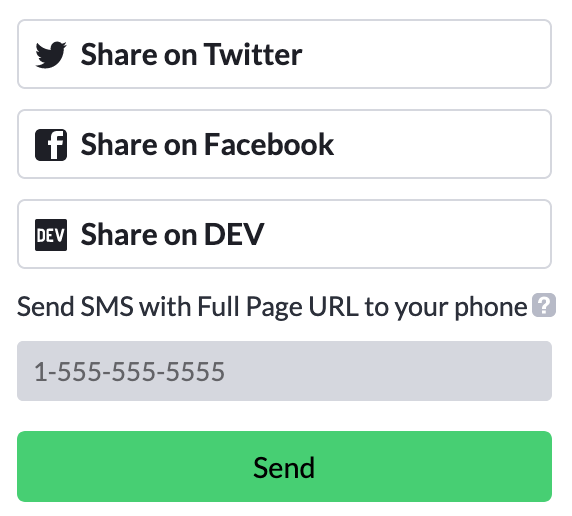 Share on Twitter
Share on Facebook
DEV Share on DEV
Send SMS with Full Page URL to your phone ?
1-555-555-5555
Send